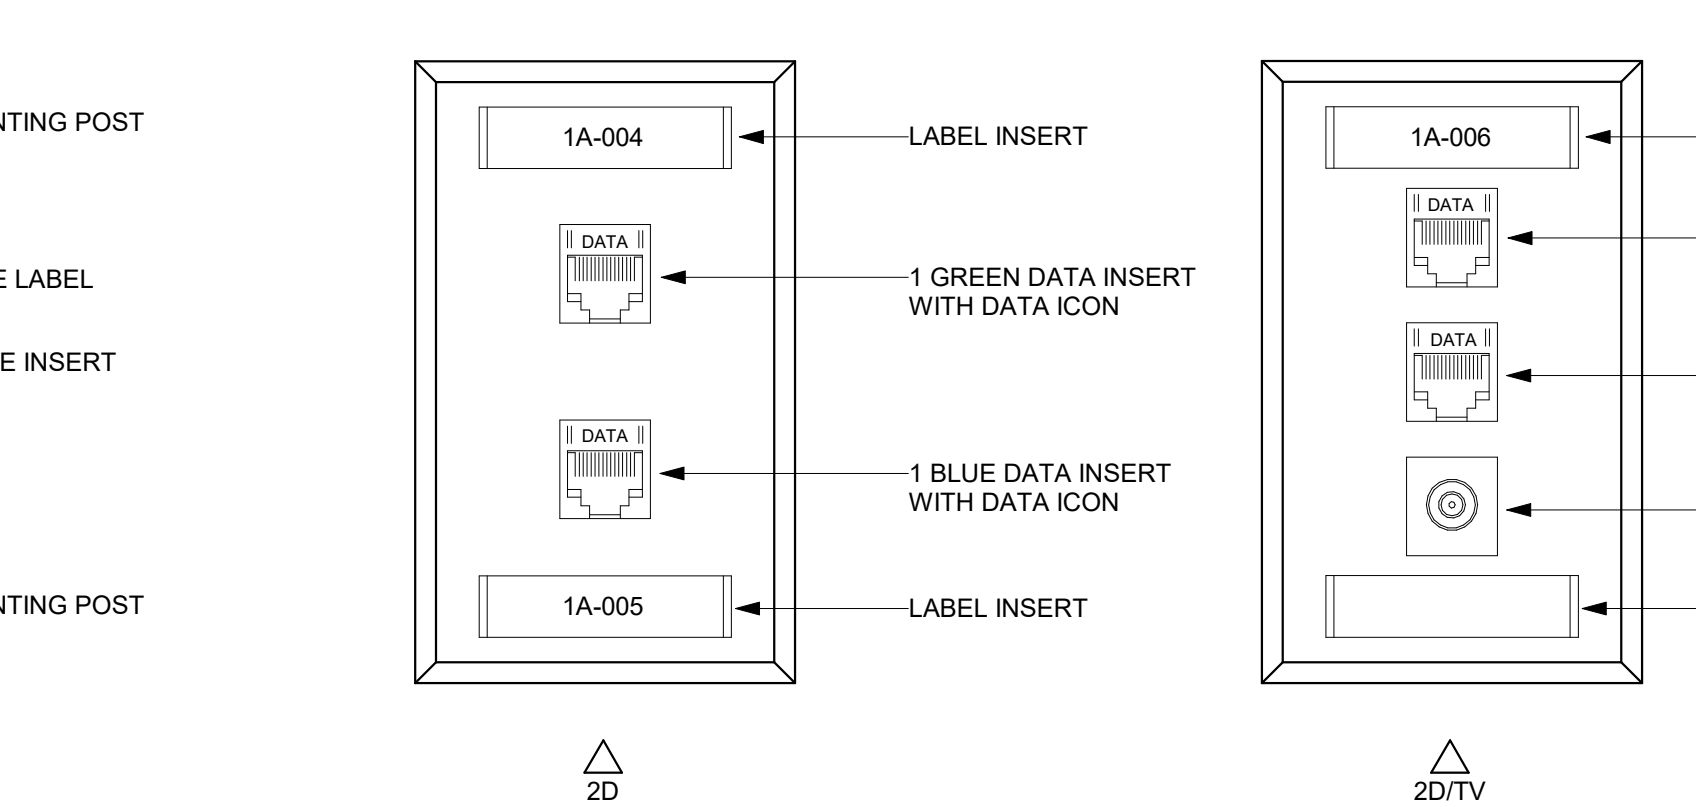 NTING POST
E LABEL
E INSERT
NTING POST
1A-004
LABEL INSERT
DATA
1 GREEN DATA INSERT
WITH DATA ICON
DATA
1 BLUE DATA INSERT
WITH DATA ICON
1A-005
LABEL INSERT
2D
1A-006
DATA
DATA
2D/TV